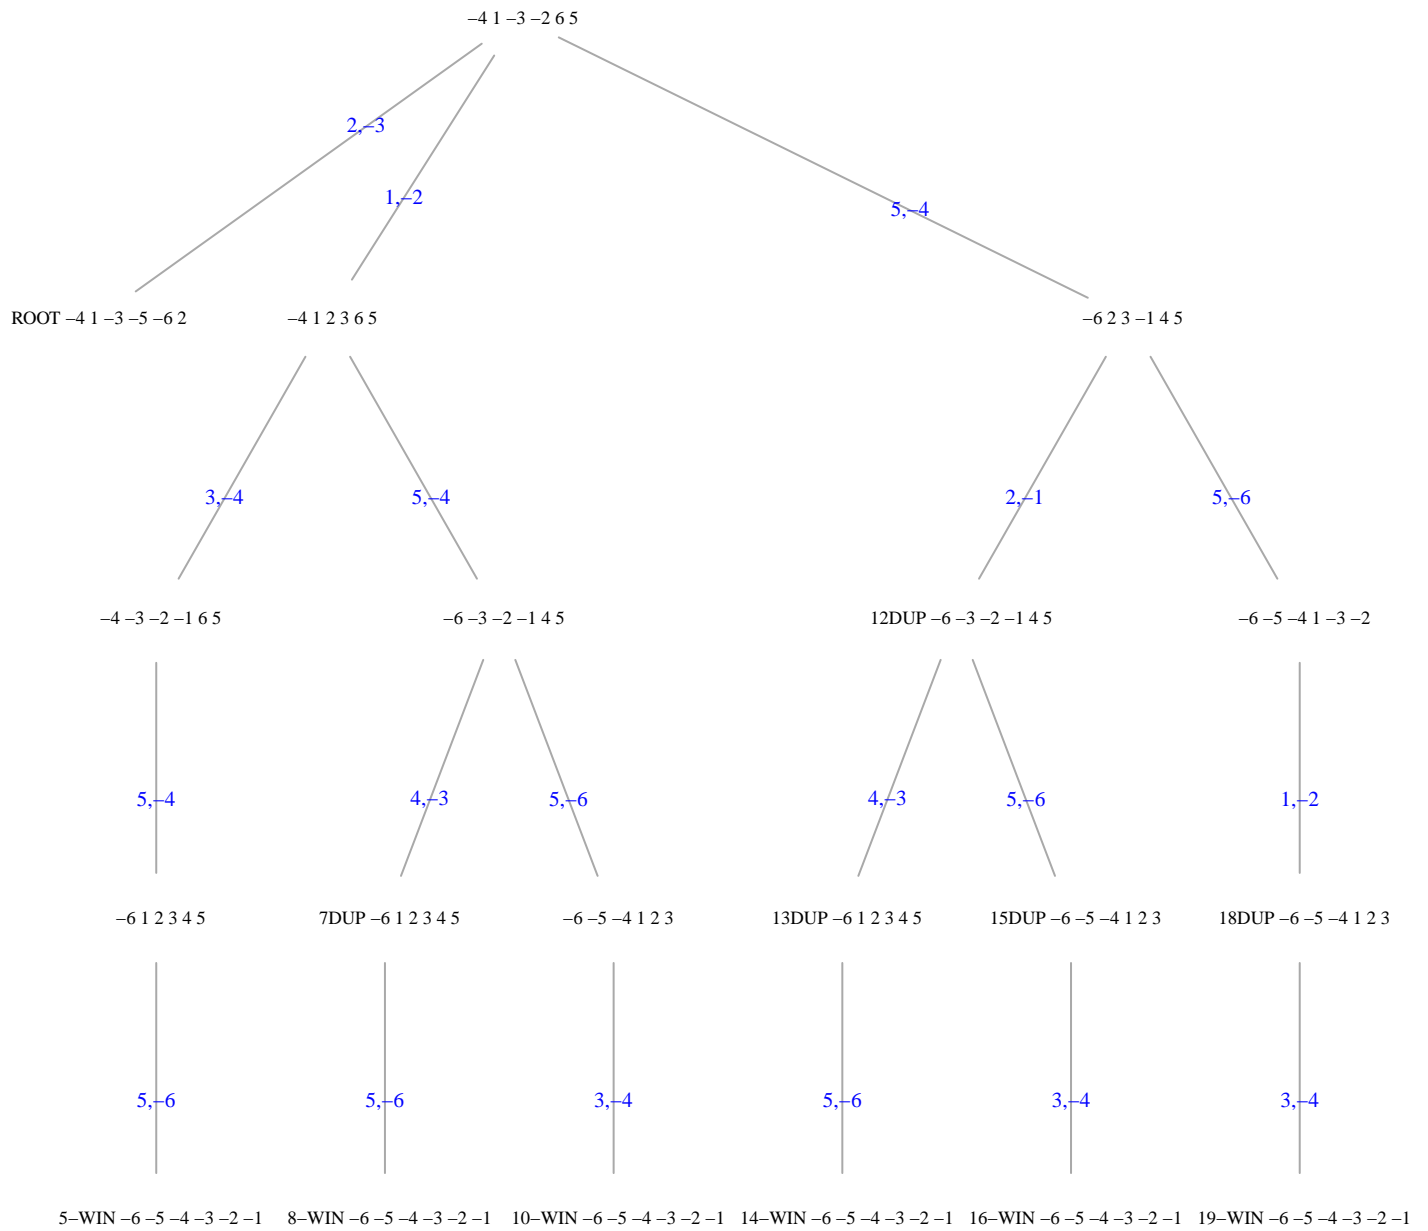 –4 1 –3 –2 6 5
2,–3
1,–2
5,–4
ROOT –4 1 –3 –5 –6 2
–4 1 2 3 6 5
–6 2 3 –1 4 5
3,–4
5,–4
2,–1
5,–6
–4 –3 –2 –1 6 5
–6 –3 –2 –1 4 5
12DUP –6 –3 –2 –1 4 5
–6 –5 –4 1 –3 –2
5,–4
4,–3
5,–6
4,–3
5,–6
1,–2
–6 1 2 3 4 5
7DUP –6 1 2 3 4 5
–6 –5 –4 1 2 3
13DUP –6 1 2 3 4 5
15DUP –6 –5 –4 1 2 3
18DUP –6 –5 –4 1 2 3
5,–6
5,–6
3,–4
5,–6
3,–4
3,–4
5–WIN –6 –5 –4 –3 –2 –1
8–WIN –6 –5 –4 –3 –2 –1
10–WIN –6 –5 –4 –3 –2 –1
14–WIN –6 –5 –4 –3 –2 –1
16–WIN –6 –5 –4 –3 –2 –1
19–WIN –6 –5 –4 –3 –2 –1